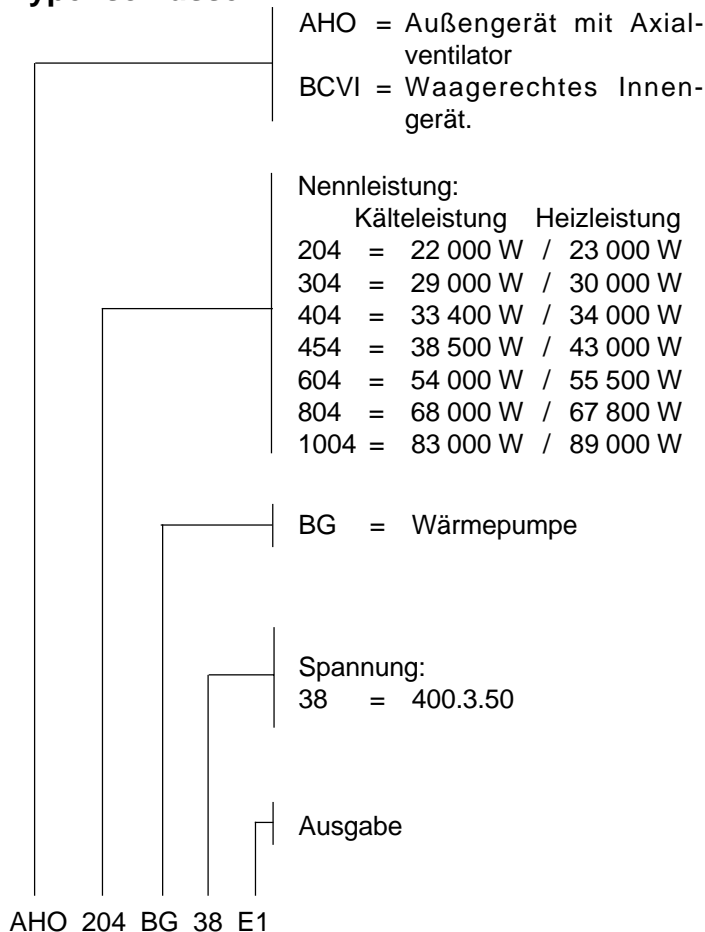 AHO = Außengerät mit Axial-
ventilator
BCVI = Waagerechtes Innen-
gerät.
Nennleistung:
Kälteleistung Heizleistung
204 = 22 000 W / 23 000 W
304 = 29 000 W / 30 000 W
404 = 33 400 W / 34 000 W
454 = 38 500 W / 43 000 W
604 = 54 000 W / 55 500 W
804 = 68 000 W / 67 800 W
1004 = 83 000 W / 89 000 W
BG = Wärmepumpe
Spannung:
38 = 400.3.50
Ausgabe
AHO 204 BG 38 E1